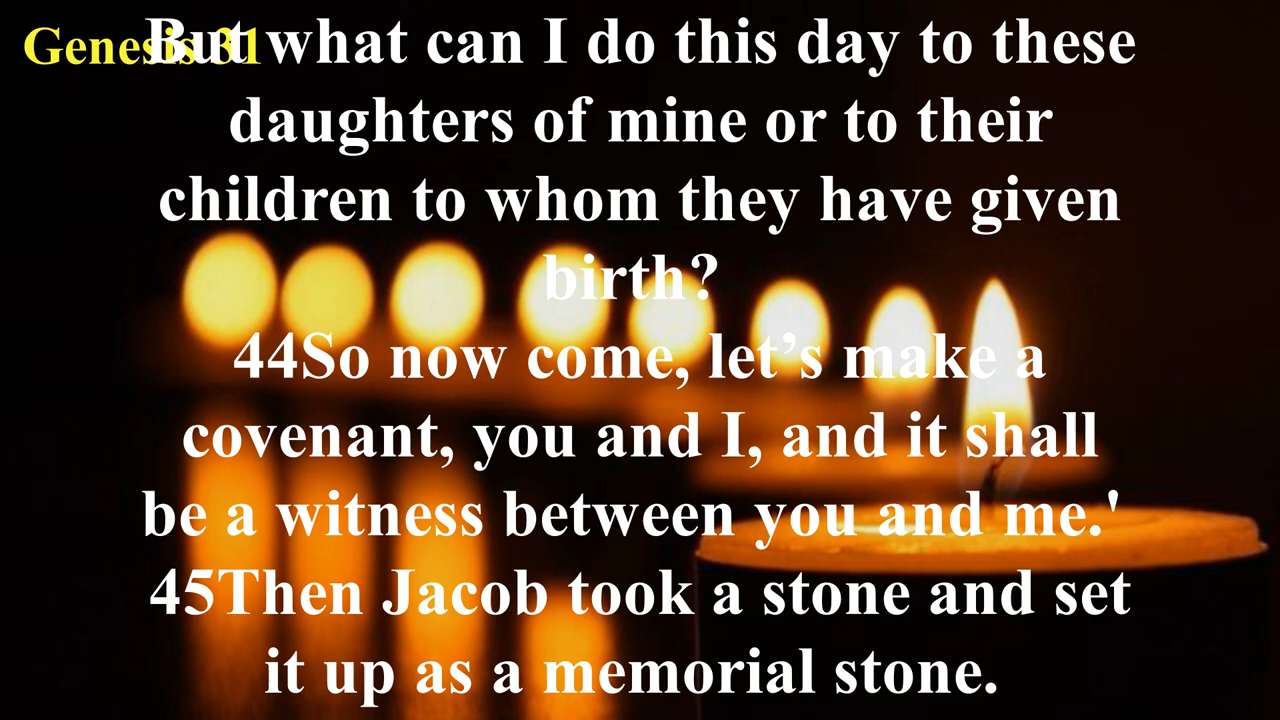 Genesis 31
But what can I do this day to these
daughters of mine or to their
children to whom they have given
birth?
44So now come, let’s make a
covenant, you and I, and it shall
be a witness between you and me.'
45Then Jacob took a stone and set
it up as a memorial stone.